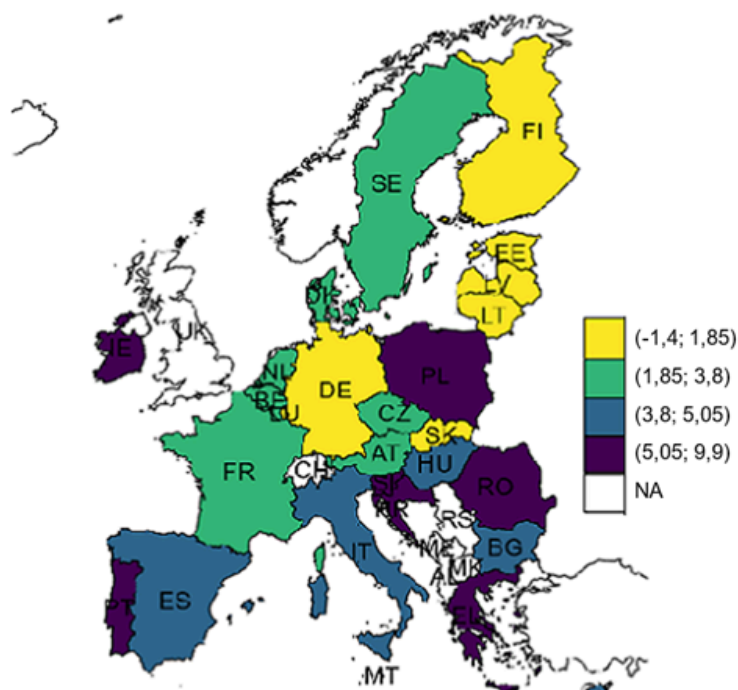 FI
SE
EE
LV
LT
DK
IE
UK
NL
BE
LU
DE
PL
CZ
SK
AT
HU
CH
FR
SI
HR
RO
RS
IT
ME
BG
MK
AL
PT
ES
EL
MT
(-1,4; 1,85)
(1,85; 3,8)
(3,8; 5,05)
(5,05; 9,9)
NA